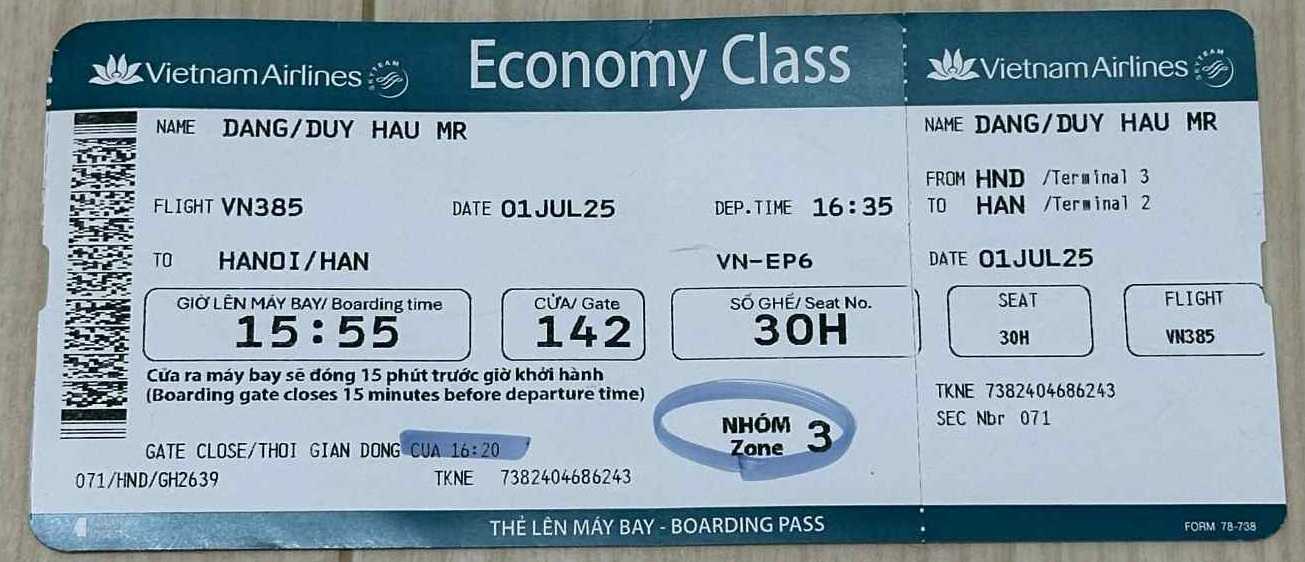 Vietnam Airlines SKYTEAM
Economy Class
NAME DANG/DUY HAU MR
FLIGHT VN385 DATE 01JUL25 DEP.TIME 16:35
TO HANOI/HAN VN-EP6
GIỜ LÊN MÁY BAY/ Boarding time
15:55
CỬA/ Gate
142
SỐ GHẾ/ Seat No.
30H
Cửa ra máy bay sẽ đóng 15 phút trước giờ khởi hành
(Boarding gate closes 15 minutes before departure time)
NHÓM
Zone 3
GATE CLOSE/THOI GIAN DONG CUA 16:20
071/HND/GH2639 TKNE 7382404686243
THẺ LÊN MÁY BAY - BOARDING PASS
Vietnam Airlines SKYTEAM
NAME DANG/DUY HAU MR
FROM HND /Terminal 3
TO HAN /Terminal 2
DATE 01JUL25
SEAT
30H
FLIGHT
VN385
TKNE 7382404686243
SEC Nbr 071
FORM 78-738